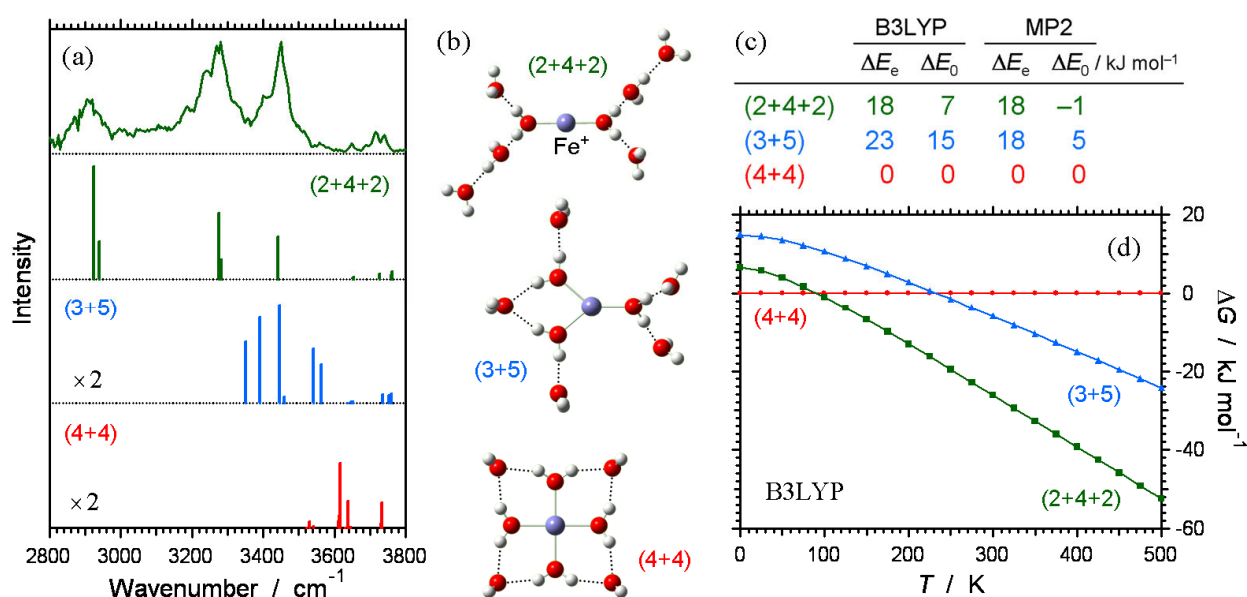 (a)
(2+4+2)
(3+5)
×2
(4+4)
×2
Intensity
2800 3000 3200 3400 3600 3800
Wavenumber / cm⁻¹
(b)
(2+4+2)
Fe⁺
(3+5)
(4+4)
(c)
B3LYP MP2
ΔEₑ ΔE₀ ΔEₑ ΔE₀ / kJ mol⁻¹
(2+4+2) 18 7 18 –1
(3+5) 23 15 18 5
(4+4) 0 0 0 0
(d)
20
0
-20
-40
-60
ΔG / kJ mol⁻¹
(4+4)
(3+5)
(2+4+2)
B3LYP
0 100 200 300 400 500
T / K